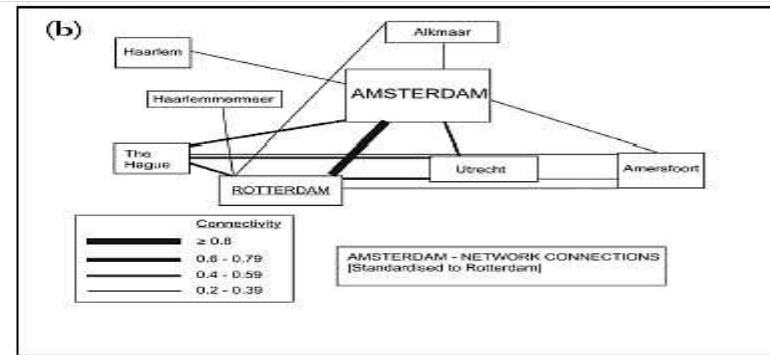 (b)
Alkmaar
Haarlem
AMSTERDAM
Haarlemmermeer
The
Hague
Utrecht
Amersfoort
ROTTERDAM
Connectivity
≥ 0.8
0.6 - 0.79
0.4 - 0.59
0.2 - 0.39
AMSTERDAM - NETWORK CONNECTIONS
[Standardised to Rotterdam]